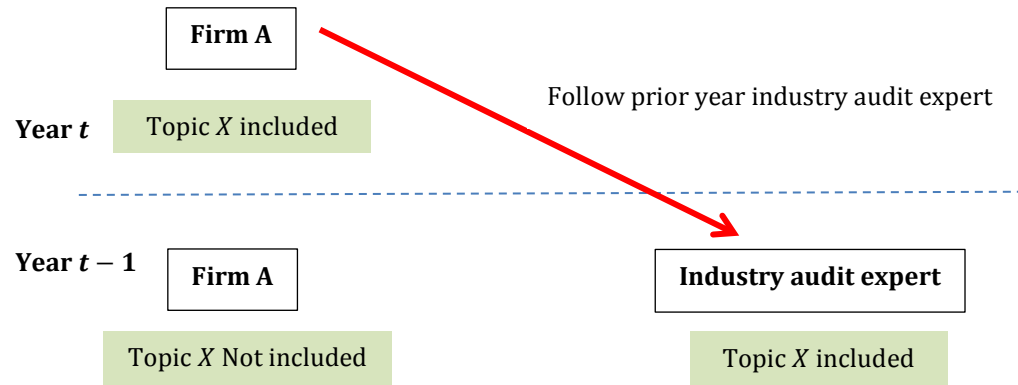 Firm A
Follow prior year industry audit expert
Year t
Topic X included
Year t − 1
Firm A
Industry audit expert
Topic X Not included
Topic X included